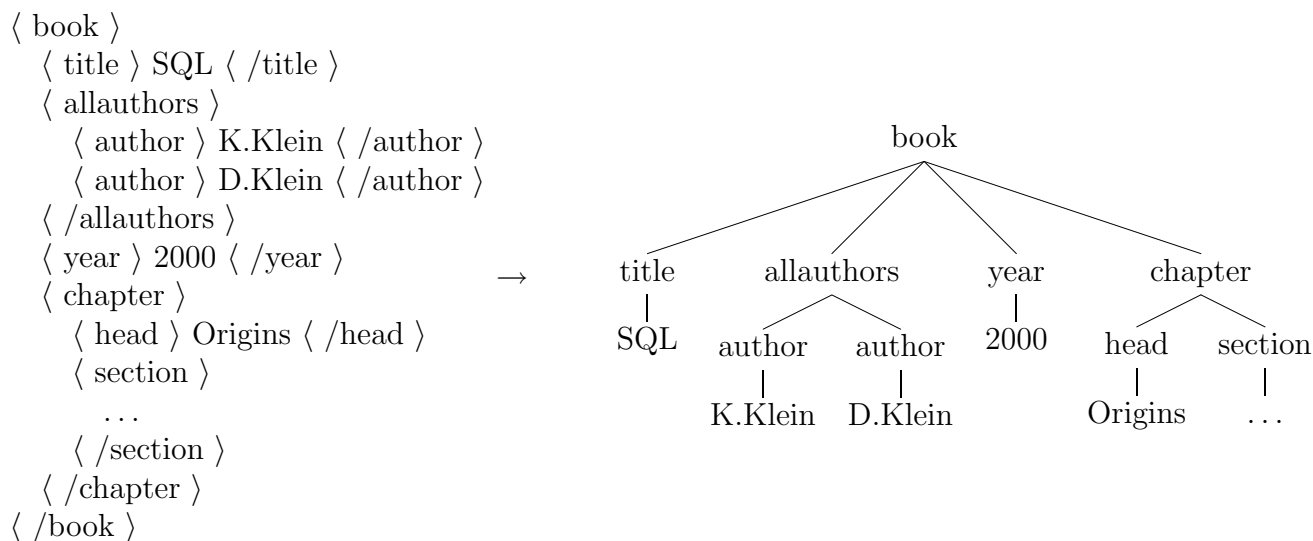 ⟨ book ⟩
⟨ title ⟩ SQL ⟨ /title ⟩
⟨ allauthors ⟩
⟨ author ⟩ K.Klein ⟨ /author ⟩
⟨ author ⟩ D.Klein ⟨ /author ⟩
⟨ /allauthors ⟩
⟨ year ⟩ 2000 ⟨ /year ⟩
⟨ chapter ⟩
⟨ head ⟩ Origins ⟨ /head ⟩
⟨ section ⟩
...
⟨ /section ⟩
⟨ /chapter ⟩
⟨ /book ⟩
→
book
title allauthors year chapter
SQL author author 2000 head section
K.Klein D.Klein Origins ...